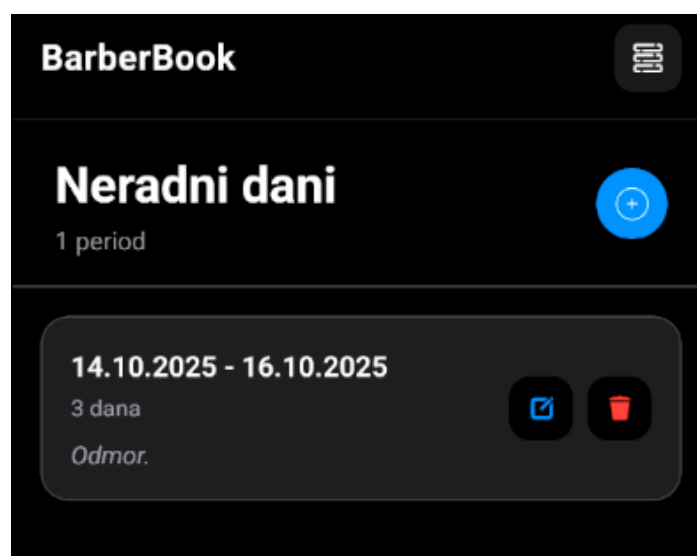 BarberBook
Neradni dani
1 period
14.10.2025 - 16.10.2025
3 dana
Odmor.